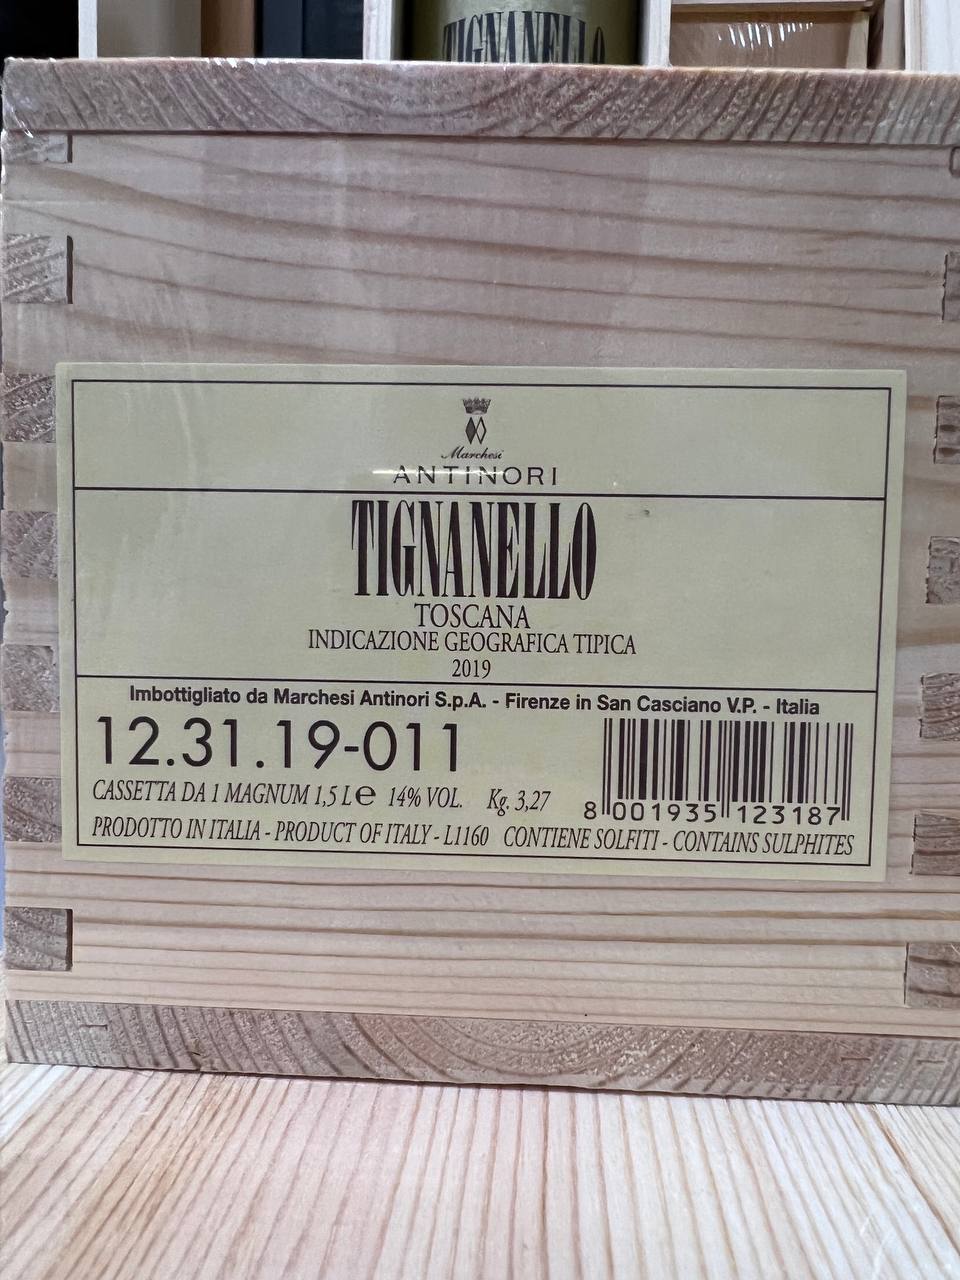 TIGNANELLO
Marchesi
ANTINORI
TIGNANELLO
TOSCANA
INDICAZIONE GEOGRAFICA TIPICA
2019
Imbottigliato da Marchesi Antinori S.p.A. - Firenze in San Casciano V.P. - Italia
12.31.19-011
CASSETTA DA 1 MAGNUM 1,5 L e 14% VOL. Kg. 3,27
8 001935 123187
PRODOTTO IN ITALIA - PRODUCT OF ITALY - L1160 CONTIENE SOLFITI - CONTAINS SULPHITES